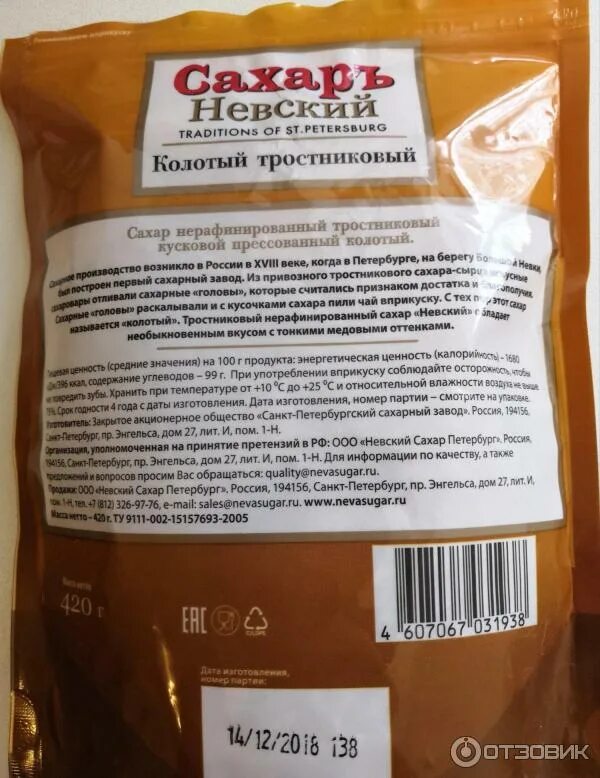 Сахаръ
Невский
TRADITIONS OF ST.PETERSBURG
Колотый тростниковый
Сахар нерафинированный тростниковый
кусковой прессованный колотый.
Сахарное производство возникло в России в XVIII веке, когда в Петербурге, на берегу Большой Невки,
был построен первый сахарный завод. Из привозного тростникового сахара-сырца искусные
сахаровары отливали сахарные «головы», которые считались признаком достатка и благополучия.
Сахарные «головы» раскалывали и с кусочками сахара пили чай вприкуску. С тех пор этот сахар
называется «колотый». Тростниковый нерафинированный сахар «Невский» обладает
необыкновенным вкусом с тонкими медовыми оттенками.
Пищевая ценность (средние значения) на 100 г продукта: энергетическая ценность (калорийность) - 1680
кДж/396 ккал, содержание углеводов – 99 г. При употреблении вприкуску соблюдайте осторожность, чтобы
не повредить зубы. Хранить при температуре от +10 °С до +25 °С и относительной влажности воздуха не выше
75%. Срок годности 4 года с даты изготовления. Дата изготовления, номер партии – смотрите на упаковке.
Изготовитель: Закрытое акционерное общество «Санкт-Петербургский сахарный завод». Россия, 194156,
Санкт-Петербург, пр. Энгельса, дом 27, лит. И, пом. 1-Н.
Организация, уполномоченная на принятие претензий в РФ: ООО «Невский Сахар Петербург». Россия,
194156, Санкт-Петербург, пр. Энгельса, дом 27, лит. И, пом. 1-Н. Для информации по качеству, а также
предложений и вопросов просим Вас обращаться: quality@nevasugar.ru
Продажи: ООО «Невский Сахар Петербург». Россия, 194156, Санкт-Петербург, пр. Энгельса, дом 27, лит. И,
пом. 1-Н, тел. +7 (812) 326-97-76, e-mail: sales@nevasugar.ru. www.nevasugar.ru
Масса нетто – 420 г. ТУ 9111-002-15157693-2005
Масса нетто
420 г
EAC
4 607067 031938
Дата изготовления,
номер партии:
14/12/2018 138
ОТЗОВИК